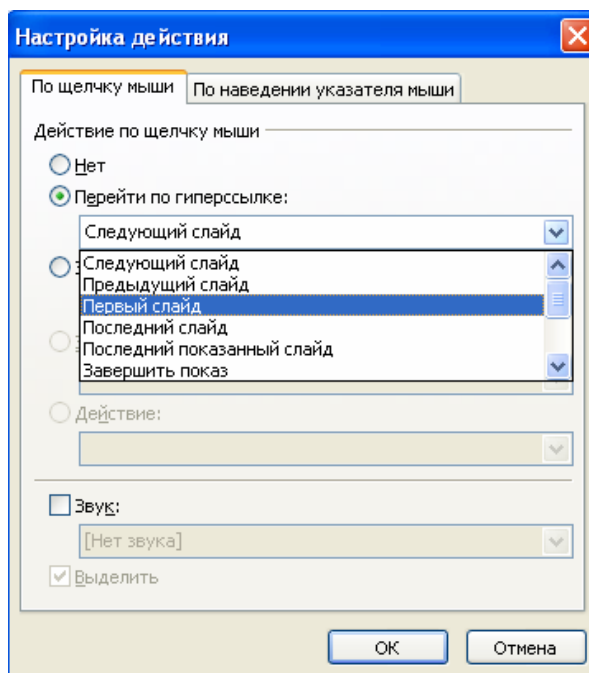 Настройка действия
По щелчку мыши
По наведении указателя мыши
Действие по щелчку мыши
Нет
Перейти по гиперссылке:
Следующий слайд
Следующий слайд
Предыдущий слайд
Первый слайд
Последний слайд
Последний показанный слайд
Завершить показ
Действие:
Звук:
[Нет звука]
Выделить
ОК
Отмена